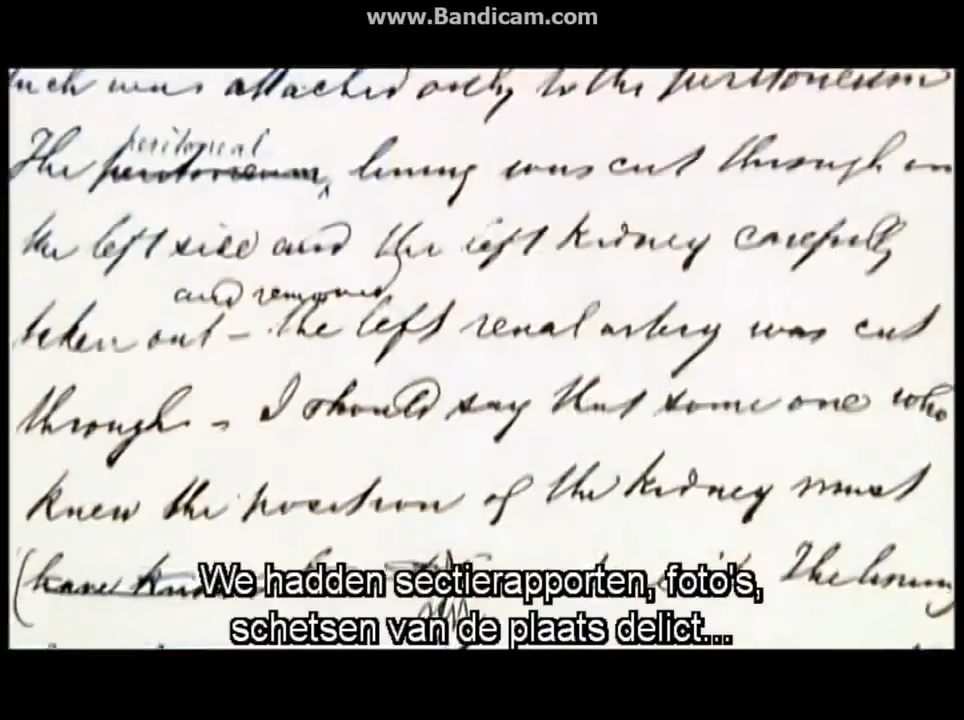 www.Bandicam.com
was attached only to the peritoneum
peritoneal
The peritoneum lining was cut through on
the left side and the left kidney carefully
and removed
taken out – the left renal artery was cut
through – I should say that some one who
knew the position of the kidney must
(have
The lining
We hadden sectierapporten, foto's,
schetsen van de plaats delict...